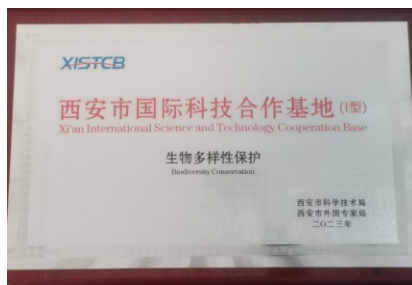 XISTCB
西安市国际科技合作基地(I型)
Xi'an International Science and Technology Cooperation Base
生物多样性保护
Biodiversity Conservation
西安市科学技术局
西安市外国专家局
二〇二三年